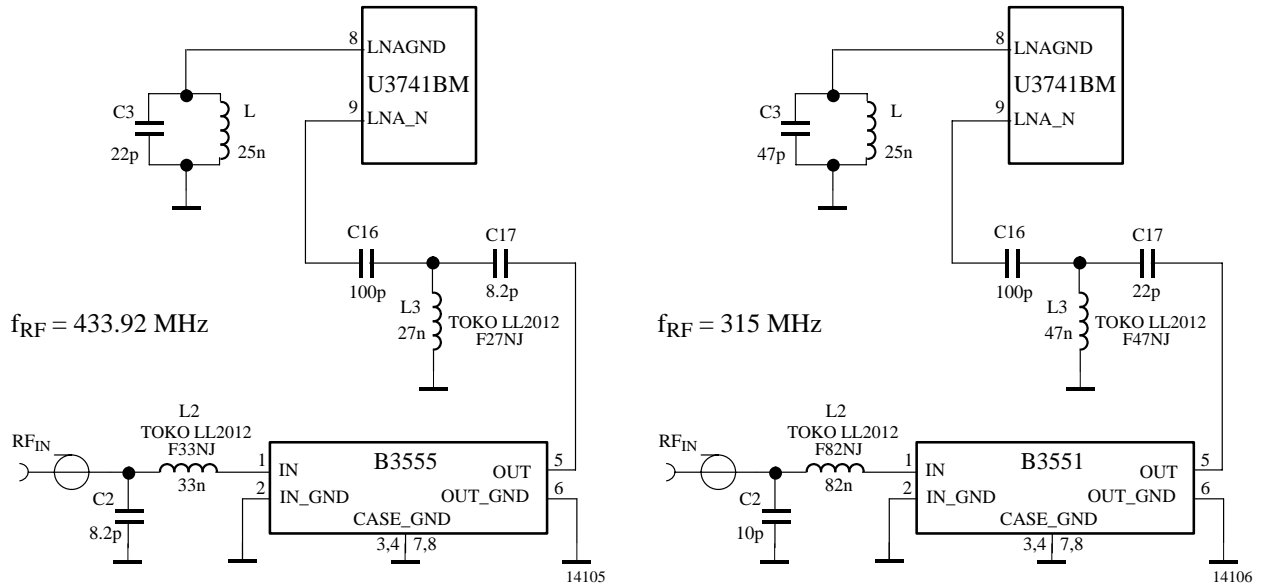 8
LNAGND
U3741BM
C3
L
9
LNA_N
22p
25n
C16
C17
100p
8.2p
L3
27n
TOKO LL2012
F27NJ
fRF = 433.92 MHz
L2
TOKO LL2012
F33NJ
RFIN
33n
1
IN
B3555
OUT
5
2
IN_GND
OUT_GND
6
C2
8.2p
CASE_GND
3,4
7,8
14105
8
LNAGND
U3741BM
C3
L
9
LNA_N
47p
25n
C16
C17
100p
22p
L3
47n
TOKO LL2012
F47NJ
fRF = 315 MHz
L2
TOKO LL2012
F82NJ
RFIN
82n
1
IN
B3551
OUT
5
2
IN_GND
OUT_GND
6
C2
10p
CASE_GND
3,4
7,8
14106